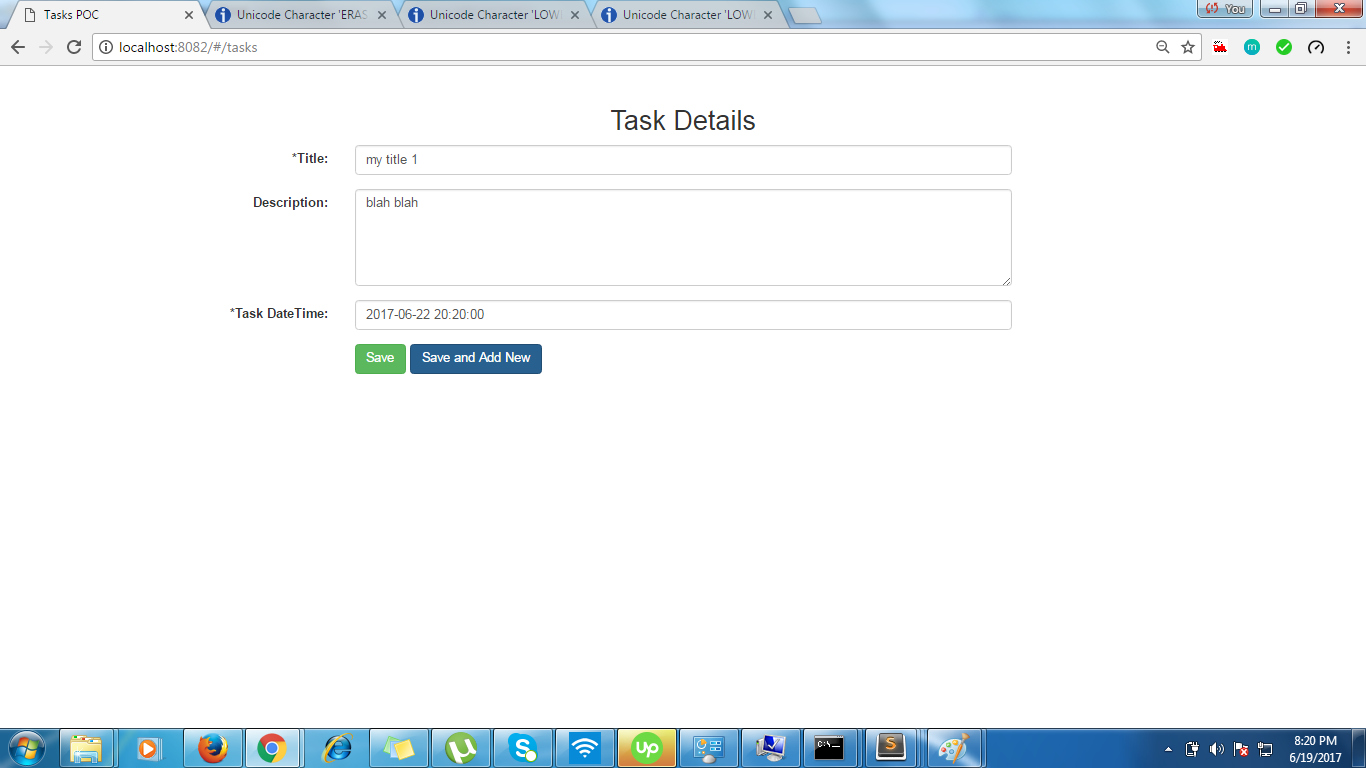 Tasks POC
Unicode Character 'ERAS
Unicode Character 'LOW
Unicode Character 'LOW
You
localhost:8082/#/tasks
m
Task Details
*Title:
my title 1
Description:
blah blah
*Task DateTime:
2017-06-22 20:20:00
Save Save and Add New
up
C:\
S
8:20 PM
6/19/2017